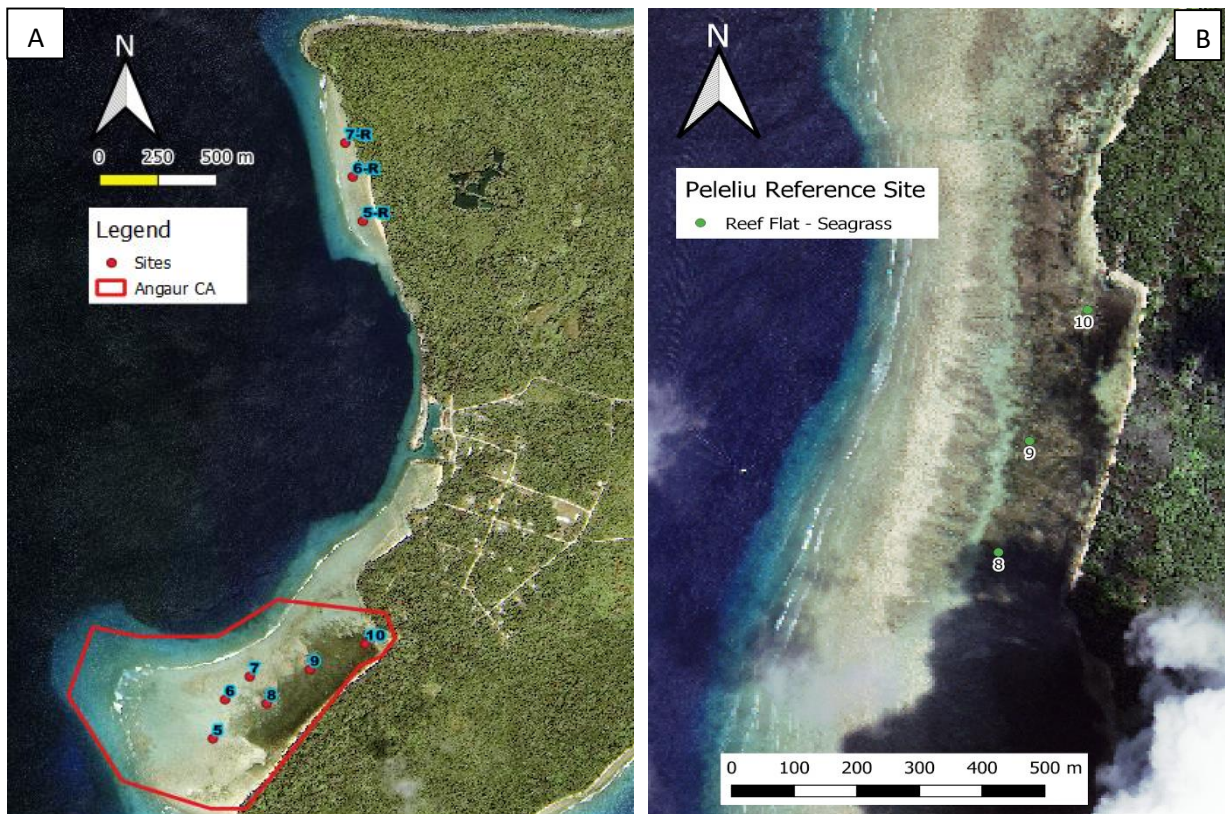 A
N
0 250 500 m
Legend
Sites
Angaur CA
7-R
6-R
5-R
10
9
7
8
6
5
B
N
Peleliu Reference Site
Reef Flat - Seagrass
10
9
8
0 100 200 300 400 500 m